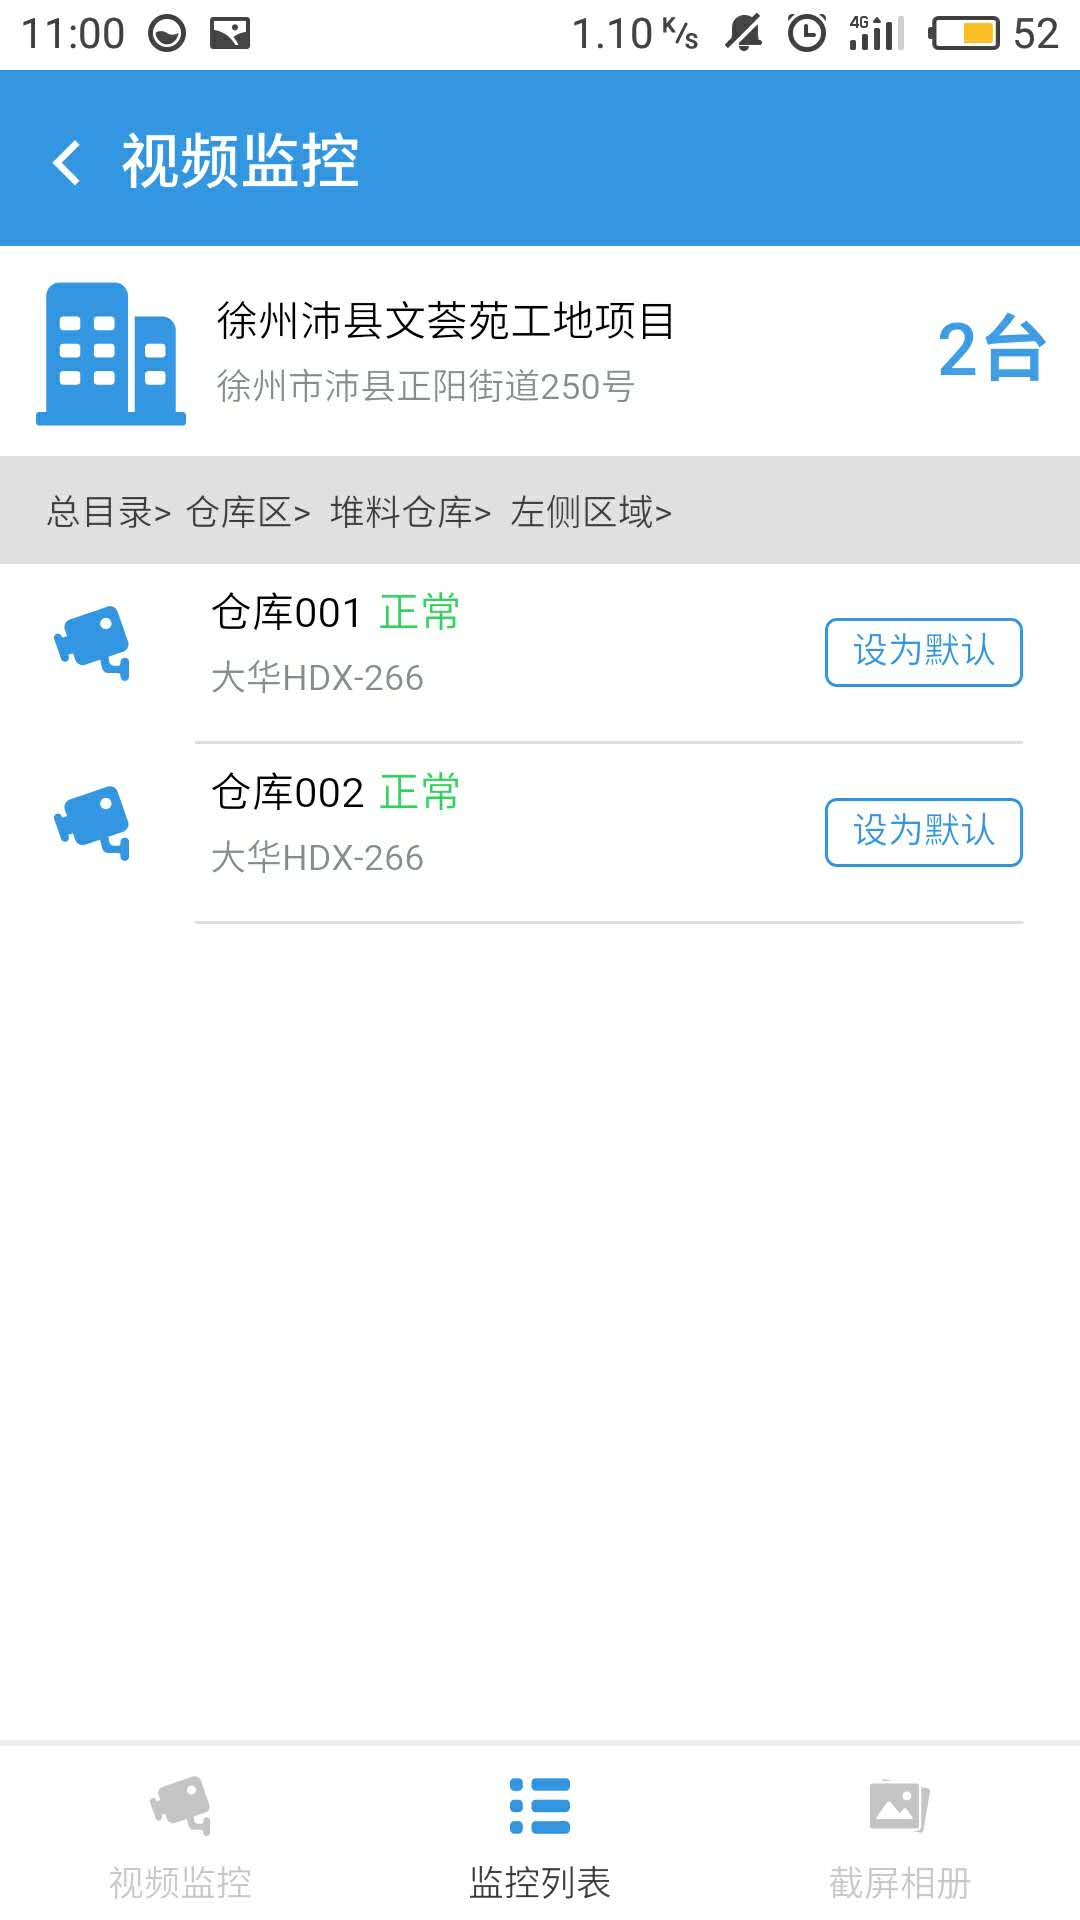 11:00 1.10 K/s 4G 52
视频监控
徐州沛县文荟苑工地项目
徐州市沛县正阳街道250号
2台
总目录> 仓库区> 堆料仓库> 左侧区域>
仓库001 正常
大华HDX-266
设为默认
仓库002 正常
大华HDX-266
设为默认
视频监控 监控列表 截屏相册